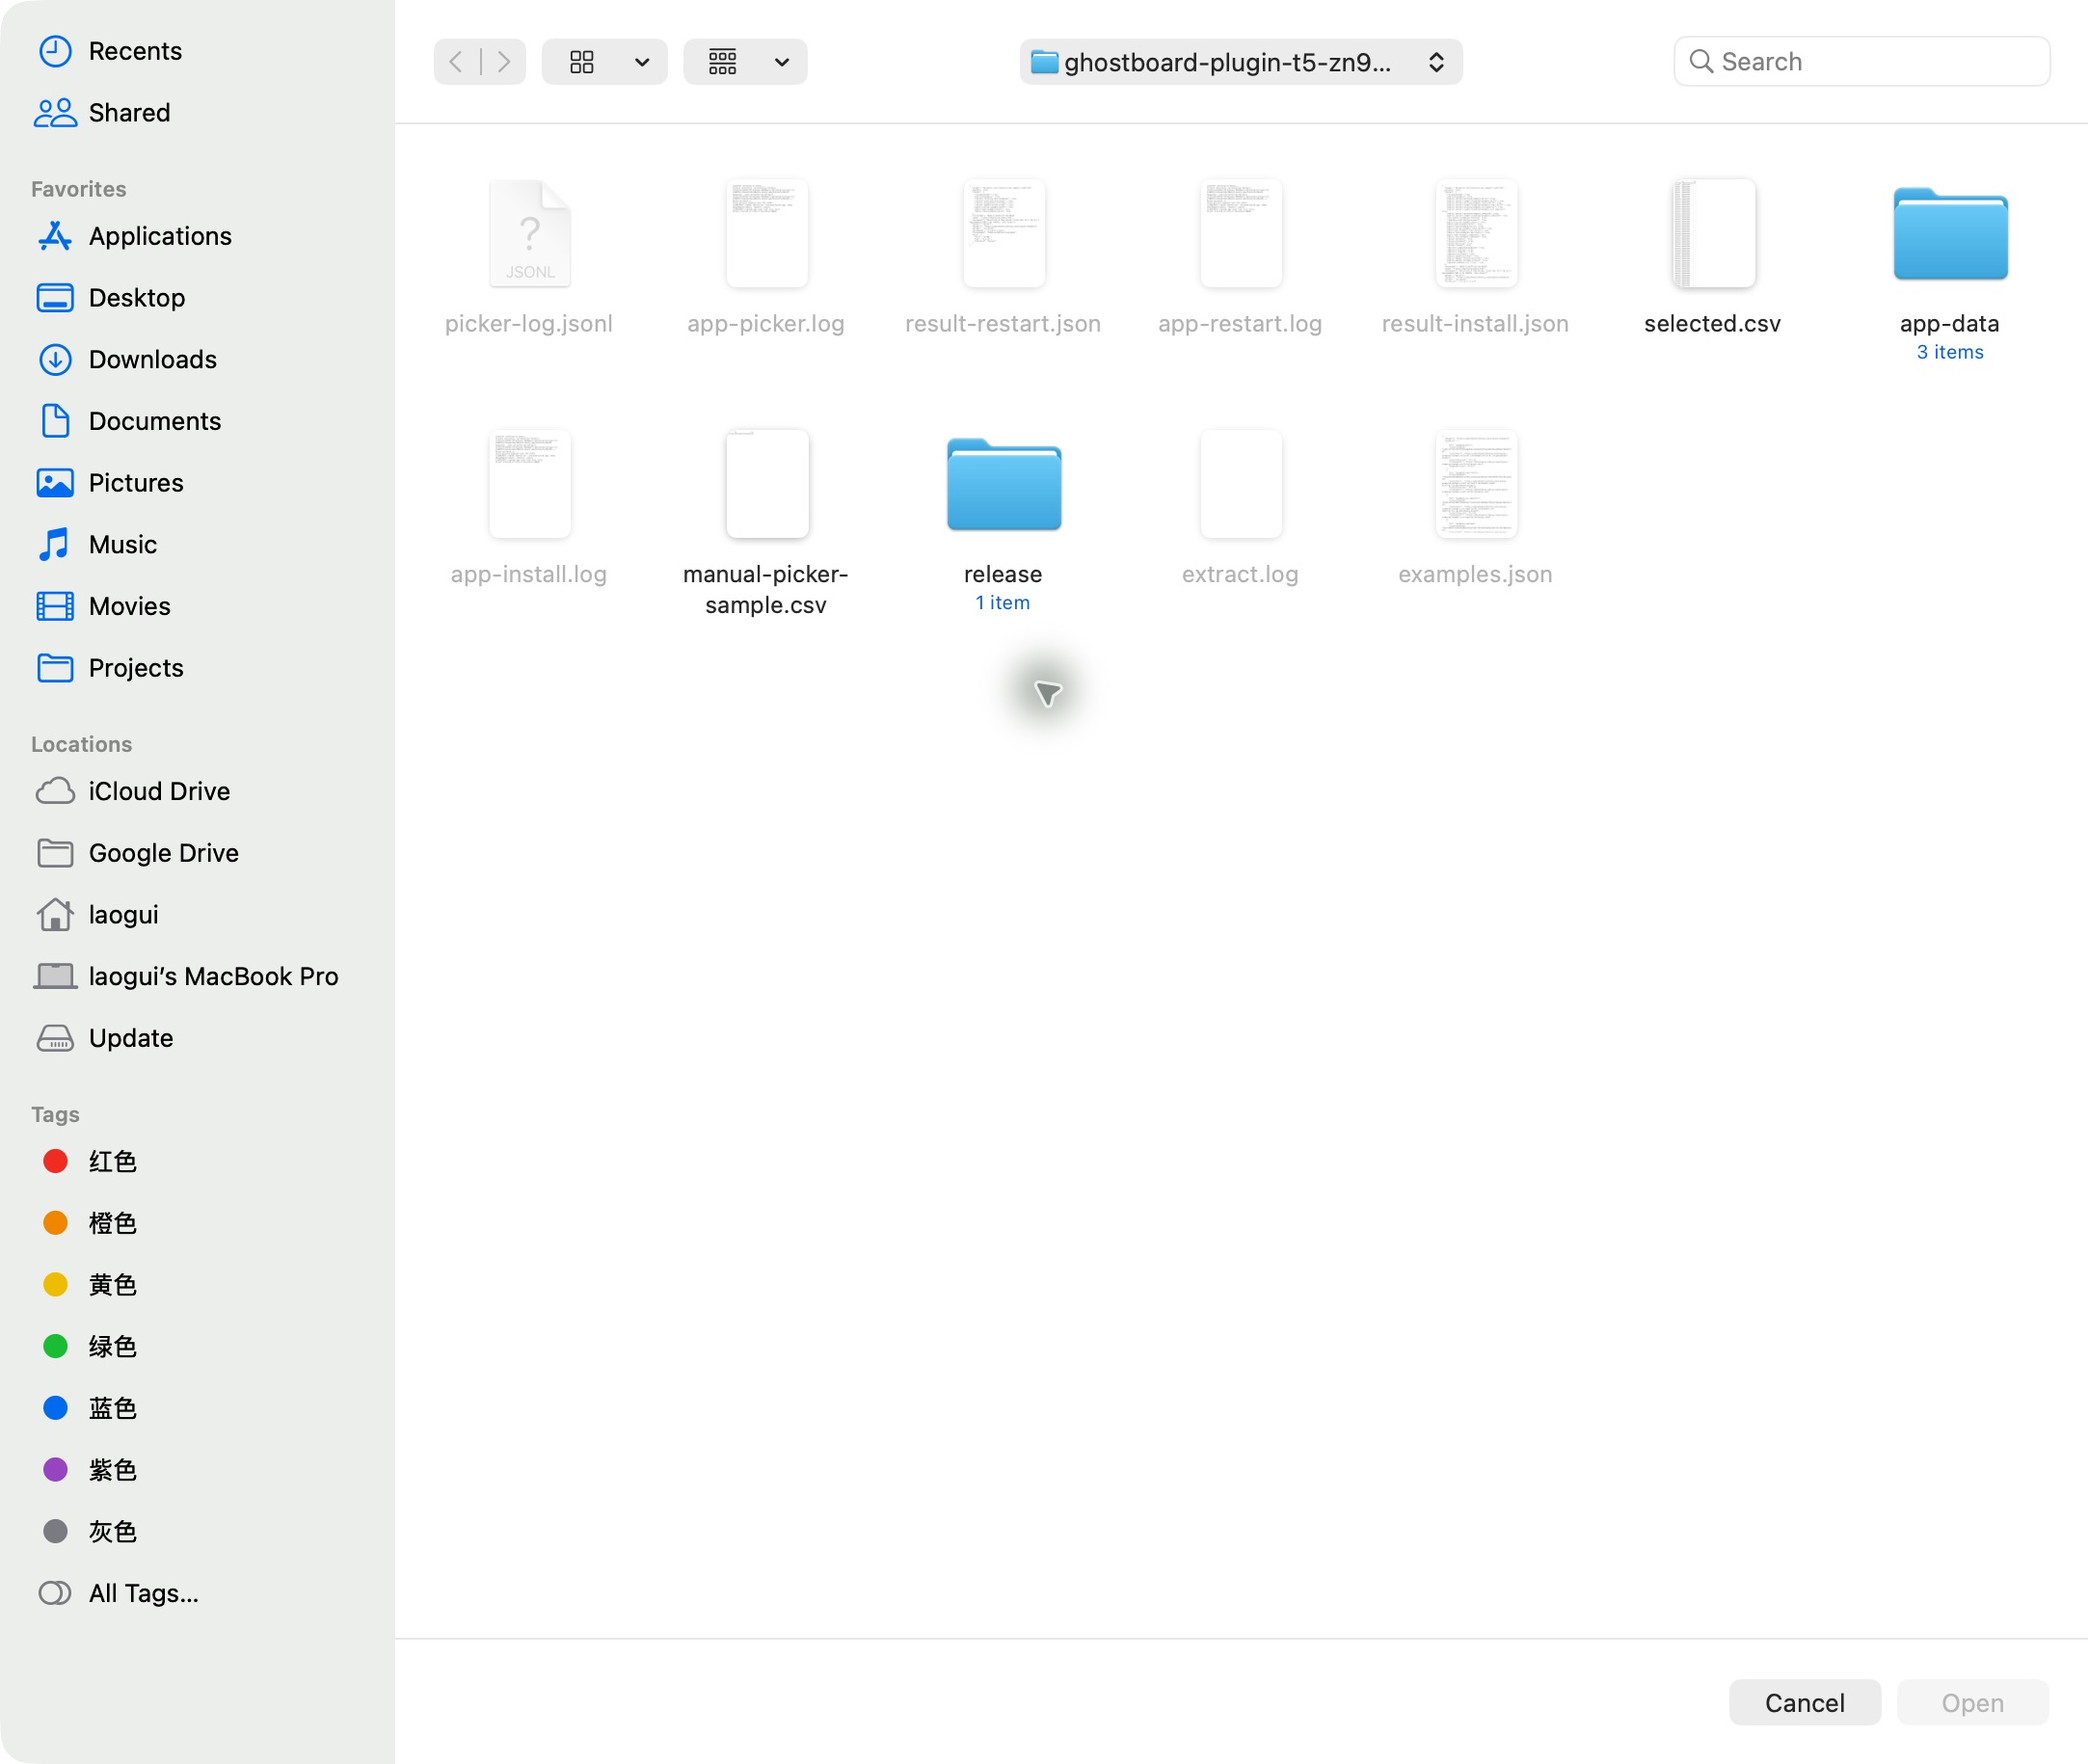 Recents
Shared
Favorites
Applications
Desktop
Downloads
Documents
Pictures
Music
Movies
Projects
Locations
iCloud Drive
Google Drive
laogui
laogui’s MacBook Pro
Update
Tags
红色
橙色
黄色
绿色
蓝色
紫色
灰色
All Tags...
ghostboard-plugin-t5-zn9...
Search
JSONL
picker-log.jsonl
app-picker.log
result-restart.json
app-restart.log
result-install.json
selected.csv
app-data
3 items
app-install.log
manual-picker-
sample.csv
release
1 item
extract.log
examples.json
Cancel
Open